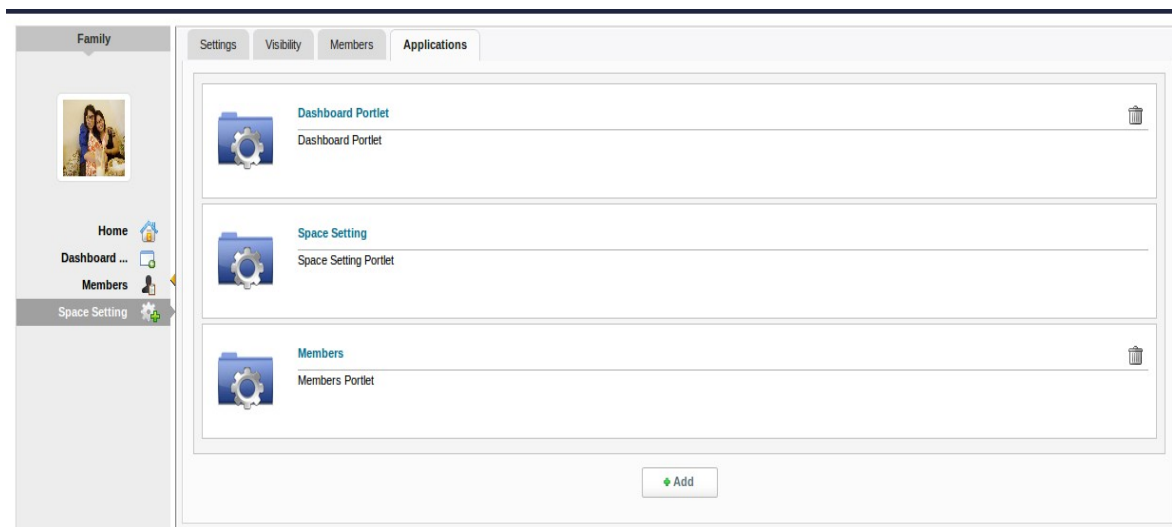 Family
Home
Dashboard ...
Members
Space Setting
Settings Visibility Members Applications
Dashboard Portlet
Dashboard Portlet
Space Setting
Space Setting Portlet
Members
Members Portlet
Add